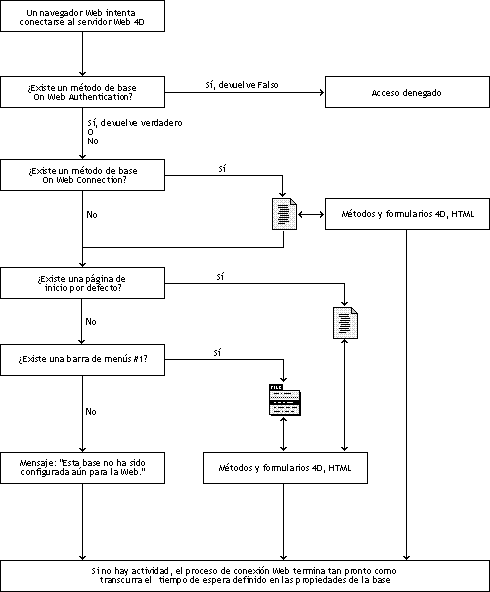 Un navegador Web intenta
conectarse al servidor Web 4D
¿Existe un método de base
On Web Authentication?
Sí, devuelve Falso
Acceso denegado
Sí, devuelve verdadero
O
No
¿Existe un método de base
On Web Connection?
Sí
No
Métodos y formularios 4D, HTML
¿Existe una página de
inicio por defecto?
Sí
No
¿Existe una barra de menús #1?
Sí
FILE
No
Mensaje: "Esta base no ha sido
configurada aún para la Web."
Métodos y formularios 4D, HTML
Si no hay actividad, el proceso de conexión Web termina tan pronto como
transcurra el tiempo de espera definido en las propiedades de la base